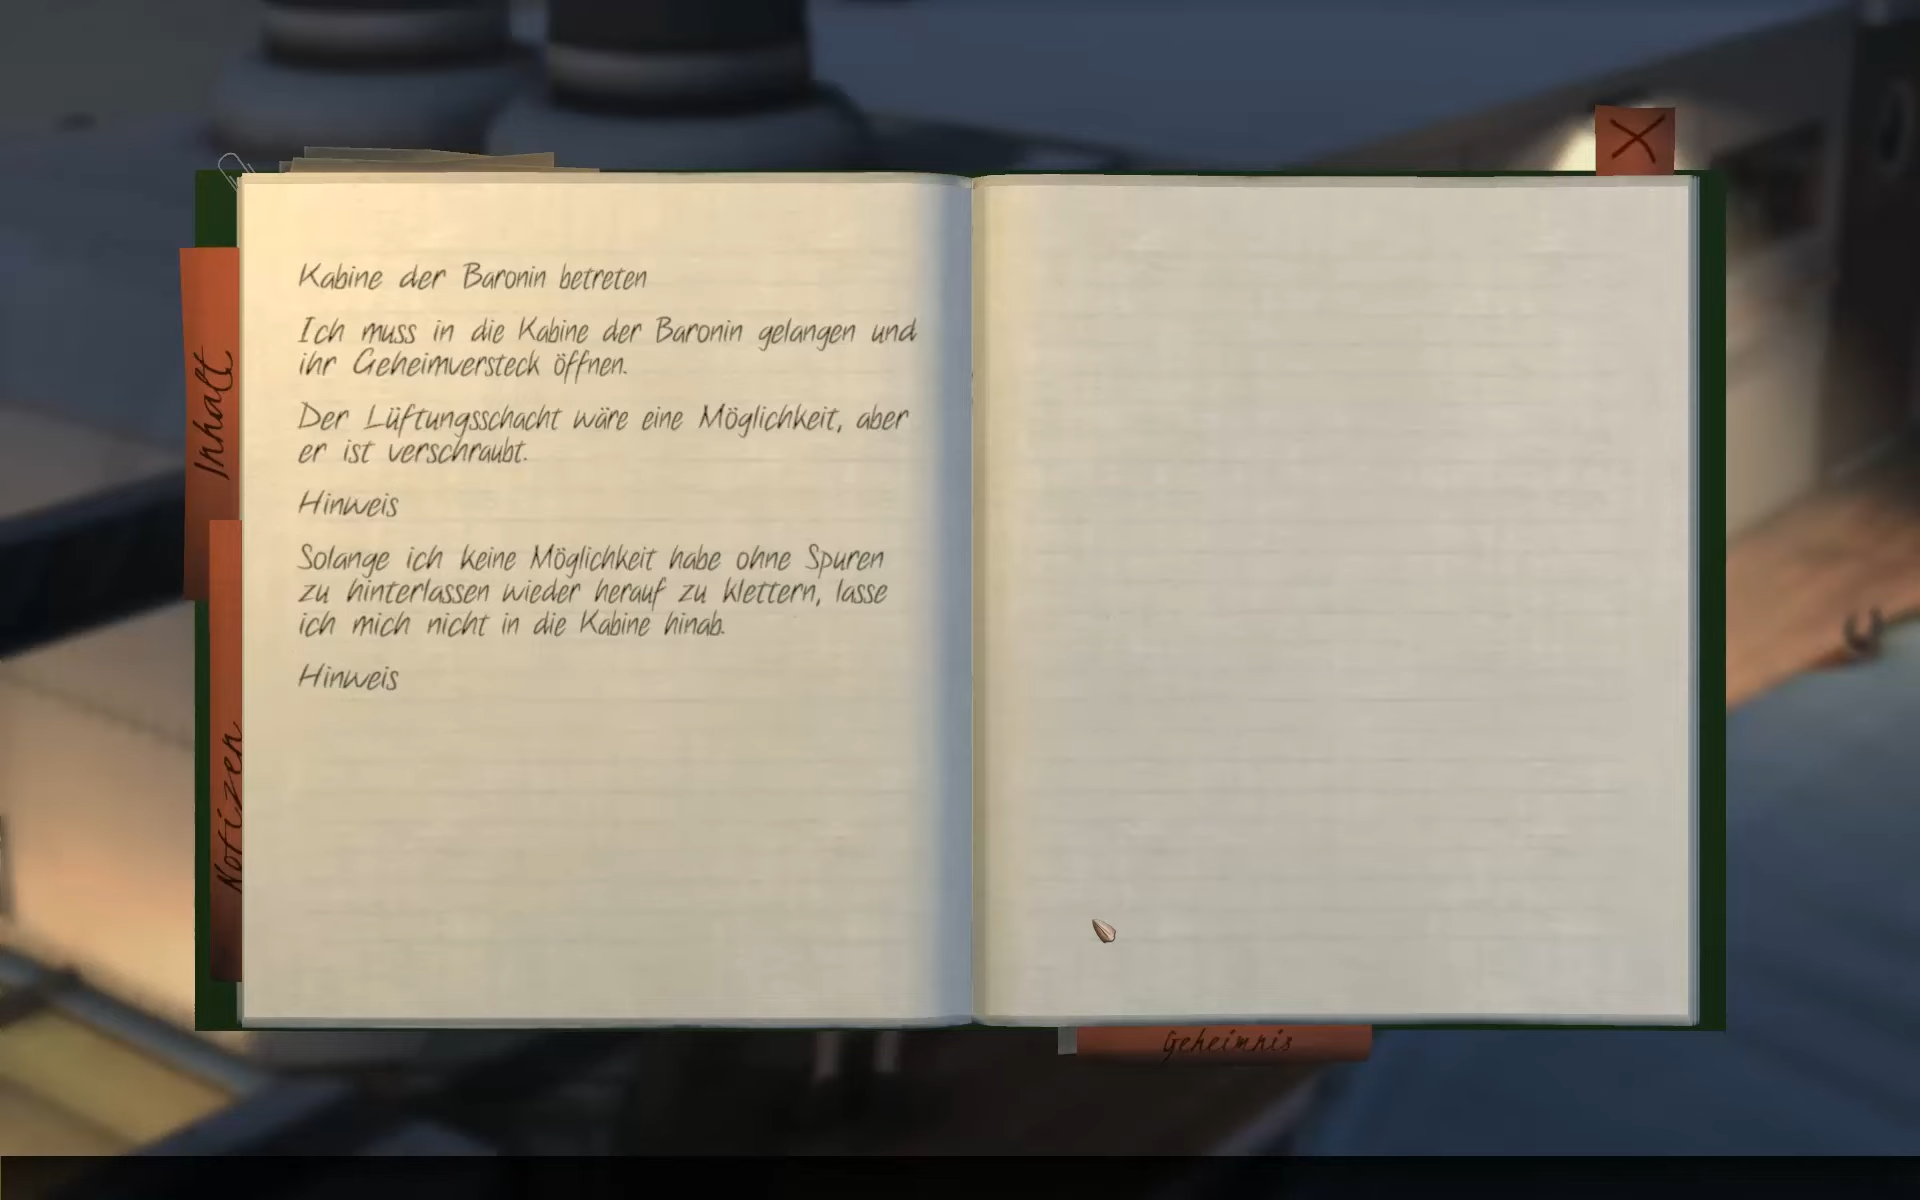 Kabine der Baronin betreten
Ich muss in die Kabine der Baronin gelangen und
ihr Geheimversteck öffnen.
Der Lüftungsschacht wäre eine Möglichkeit, aber
er ist verschraubt.
Hinweis
Solange ich keine Möglichkeit habe ohne Spuren
zu hinterlassen wieder herauf zu klettern, lasse
ich mich nicht in die Kabine hinab.
Hinweis
Inhalt
Notizen
Geheimnis